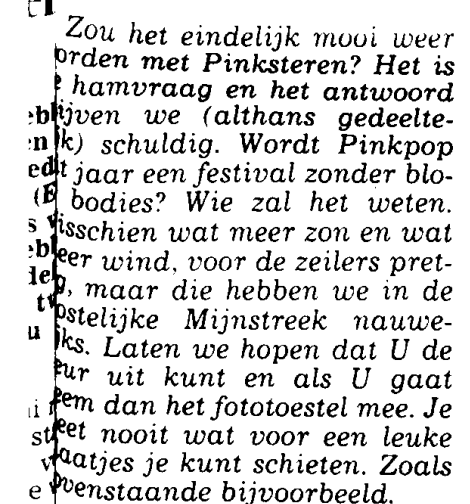 Zou het eindelijk mooi weer
orden met Pinksteren? Het is
e hamvraag en het antwoord
ijven we (althans gedeelte-
k) schuldig. Wordt Pinkpop
t jaar een festival zonder blo-
bodies? Wie zal het weten.
isschien wat meer zon en wat
eer wind, voor de zeilers pret-
g, maar die hebben we in de
ostelijke Mijnstreek nauwe-
ks. Laten we hopen dat U de
eur uit kunt en als U gaat
eem dan het fototoestel mee. Je
eet nooit wat voor een leuke
aatjes je kunt schieten. Zoals
ovenstaande bijvoorbeeld.